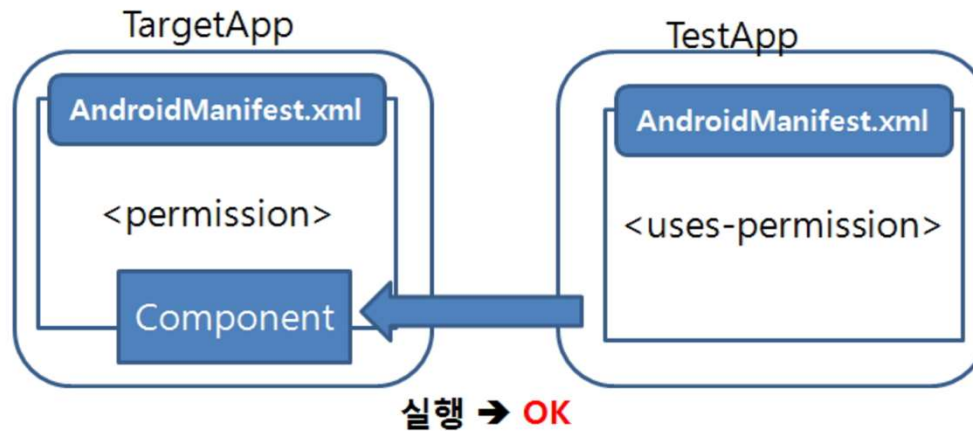 TargetApp
AndroidManifest.xml
<permission>
Component
TestApp
AndroidManifest.xml
<uses-permission>
실행 ➔ OK